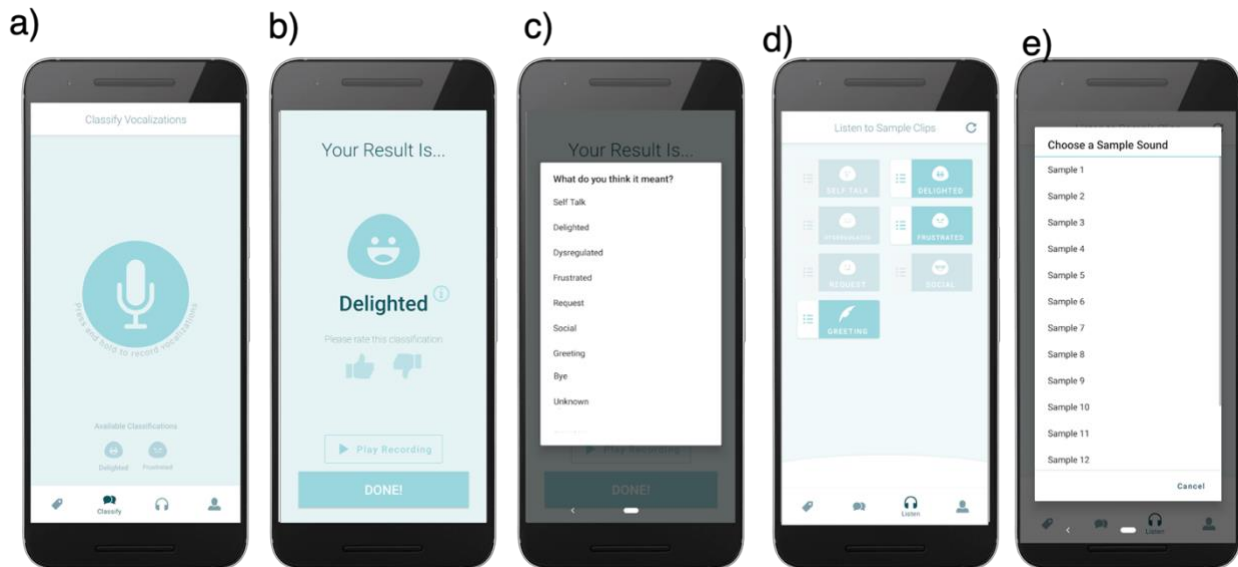 a)
b)
c)
d)
e)
Classify Vocalizations
Press and hold to record vocalizations
Available Classifications
Delighted
Frustrated
Classify
Your Result Is...
Delighted
Please rate this classification
Play Recording
DONE!
Your Result Is...
What do you think it meant?
Self Talk
Delighted
Dysregulated
Frustrated
Request
Social
Greeting
Bye
Unknown
Play Recording
DONE!
Listen to Sample Clips
SELF TALK
DELIGHTED
FRUSTRATED
REQUEST
SOCIAL
GREETING
Listen
Choose a Sample Sound
Sample 1
Sample 2
Sample 3
Sample 4
Sample 5
Sample 6
Sample 7
Sample 8
Sample 9
Sample 10
Sample 11
Sample 12
Cancel
Listen